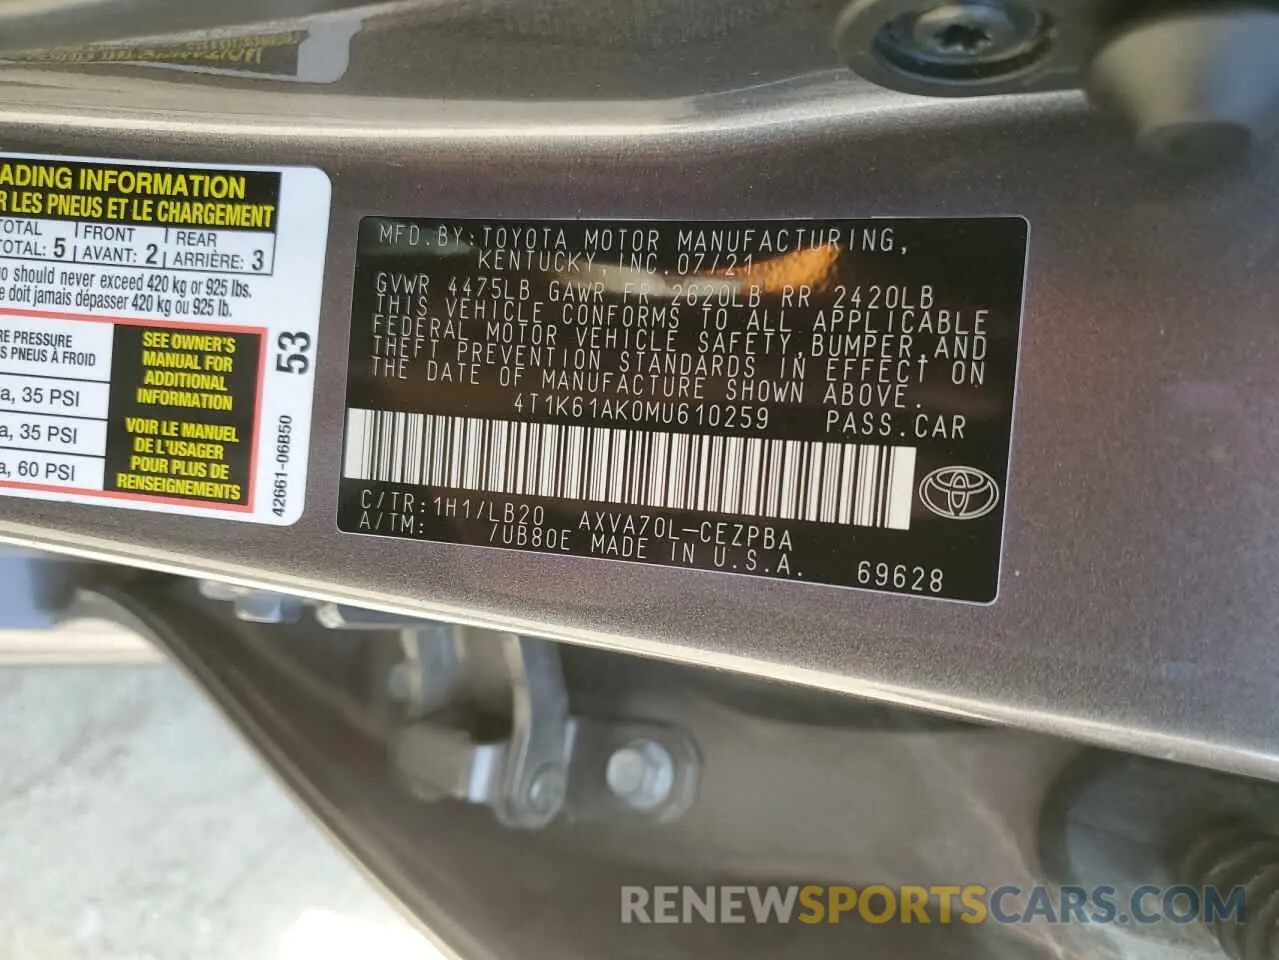 ADING INFORMATION
R LES PNEUS ET LE CHARGEMENT
TOTAL FRONT REAR
TOTAL: 5 AVANT: 2 ARRIÈRE: 3
go should never exceed 420 kg or 925 lbs.
e doit jamais dépasser 420 kg ou 925 lb.
RE PRESSURE
S PNEUS À FROID
a, 35 PSI
a, 35 PSI
a, 60 PSI
SEE OWNER'S
MANUAL FOR
ADDITIONAL
INFORMATION
VOIR LE MANUEL
DE L'USAGER
POUR PLUS DE
RENSEIGNEMENTS
53
42661-06B50
MFD.BY:TOYOTA MOTOR MANUFACTURING,
KENTUCKY,INC.07/21
GVWR 4475LB GAWR FR 2620LB RR 2420LB
THIS VEHICLE CONFORMS TO ALL APPLICABLE
FEDERAL MOTOR VEHICLE SAFETY,BUMPER,AND
THEFT PREVENTION STANDARDS IN EFFECT ON
THE DATE OF MANUFACTURE SHOWN ABOVE.
4T1K61AK0MU610259 PASS.CAR
C/TR:1H1/LB20 AXVA70L-CEZPBA
A/TM: /UB80E MADE IN U.S.A.
69628
RENEWSPORTSCARS.COM